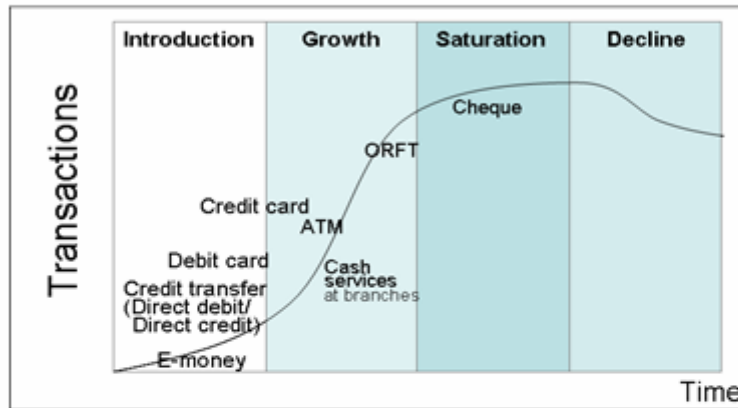 Introduction
Growth
Saturation
Decline
Transactions
Cheque
ORFT
Credit card
ATM
Debit card
Cash
services
at branches
Credit transfer
(Direct debit/
Direct credit)
E-money
Time